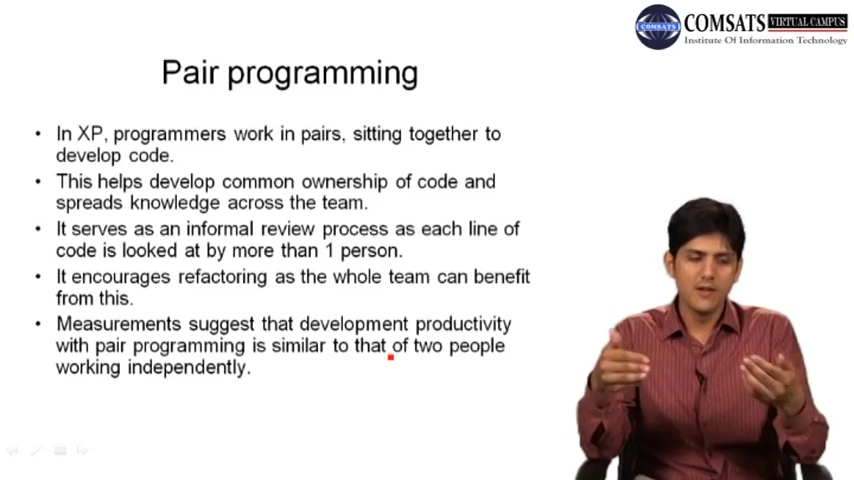 COMSATS
COMSATS VIRTUAL CAMPUS
Institute Of Information Technology
Pair programming
• In XP, programmers work in pairs, sitting together to
develop code.
• This helps develop common ownership of code and
spreads knowledge across the team.
• It serves as an informal review process as each line of
code is looked at by more than 1 person.
• It encourages refactoring as the whole team can benefit
from this.
• Measurements suggest that development productivity
with pair programming is similar to that of two people
working independently.